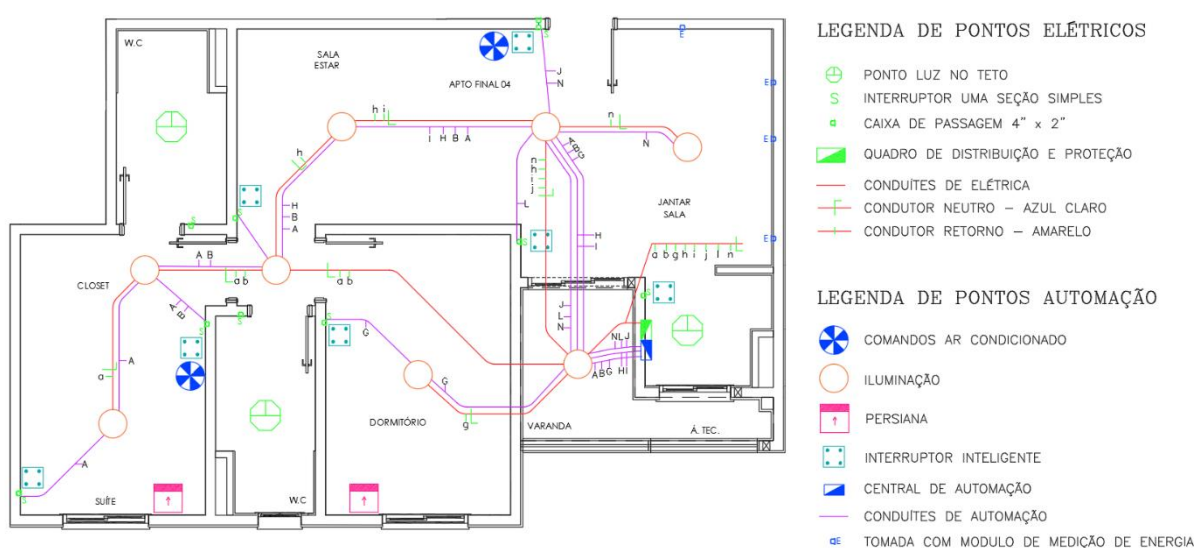 W.C
SALA
ESTAR
APTO FINAL 04
S
E
J
N
E
h i
n
i H B A
N
A B G
E
h
n
h
i
j
H
B
A
L
JANTAR
SALA
S
S
S
H
I
E
a b g h i j l n
A B
CLOSET
a b
a b
A B
J
L
N
S
S
S
S
G
N L J
A
a
A B G H I
G
A
DORMITÓRIO
g
VARANDA
Á. TEC.
S
SUÍTE
W.C
LEGENDA DE PONTOS ELÉTRICOS
PONTO LUZ NO TETO
S INTERRUPTOR UMA SEÇÃO SIMPLES
CAIXA DE PASSAGEM 4" x 2"
QUADRO DE DISTRIBUIÇÃO E PROTEÇÃO
CONDUÍTES DE ELÉTRICA
CONDUTOR NEUTRO – AZUL CLARO
CONDUTOR RETORNO – AMARELO
LEGENDA DE PONTOS AUTOMAÇÃO
COMANDOS AR CONDICIONADO
ILUMINAÇÃO
PERSIANA
INTERRUPTOR INTELIGENTE
CENTRAL DE AUTOMAÇÃO
CONDUÍTES DE AUTOMAÇÃO
E TOMADA COM MODULO DE MEDIÇÃO DE ENERGIA